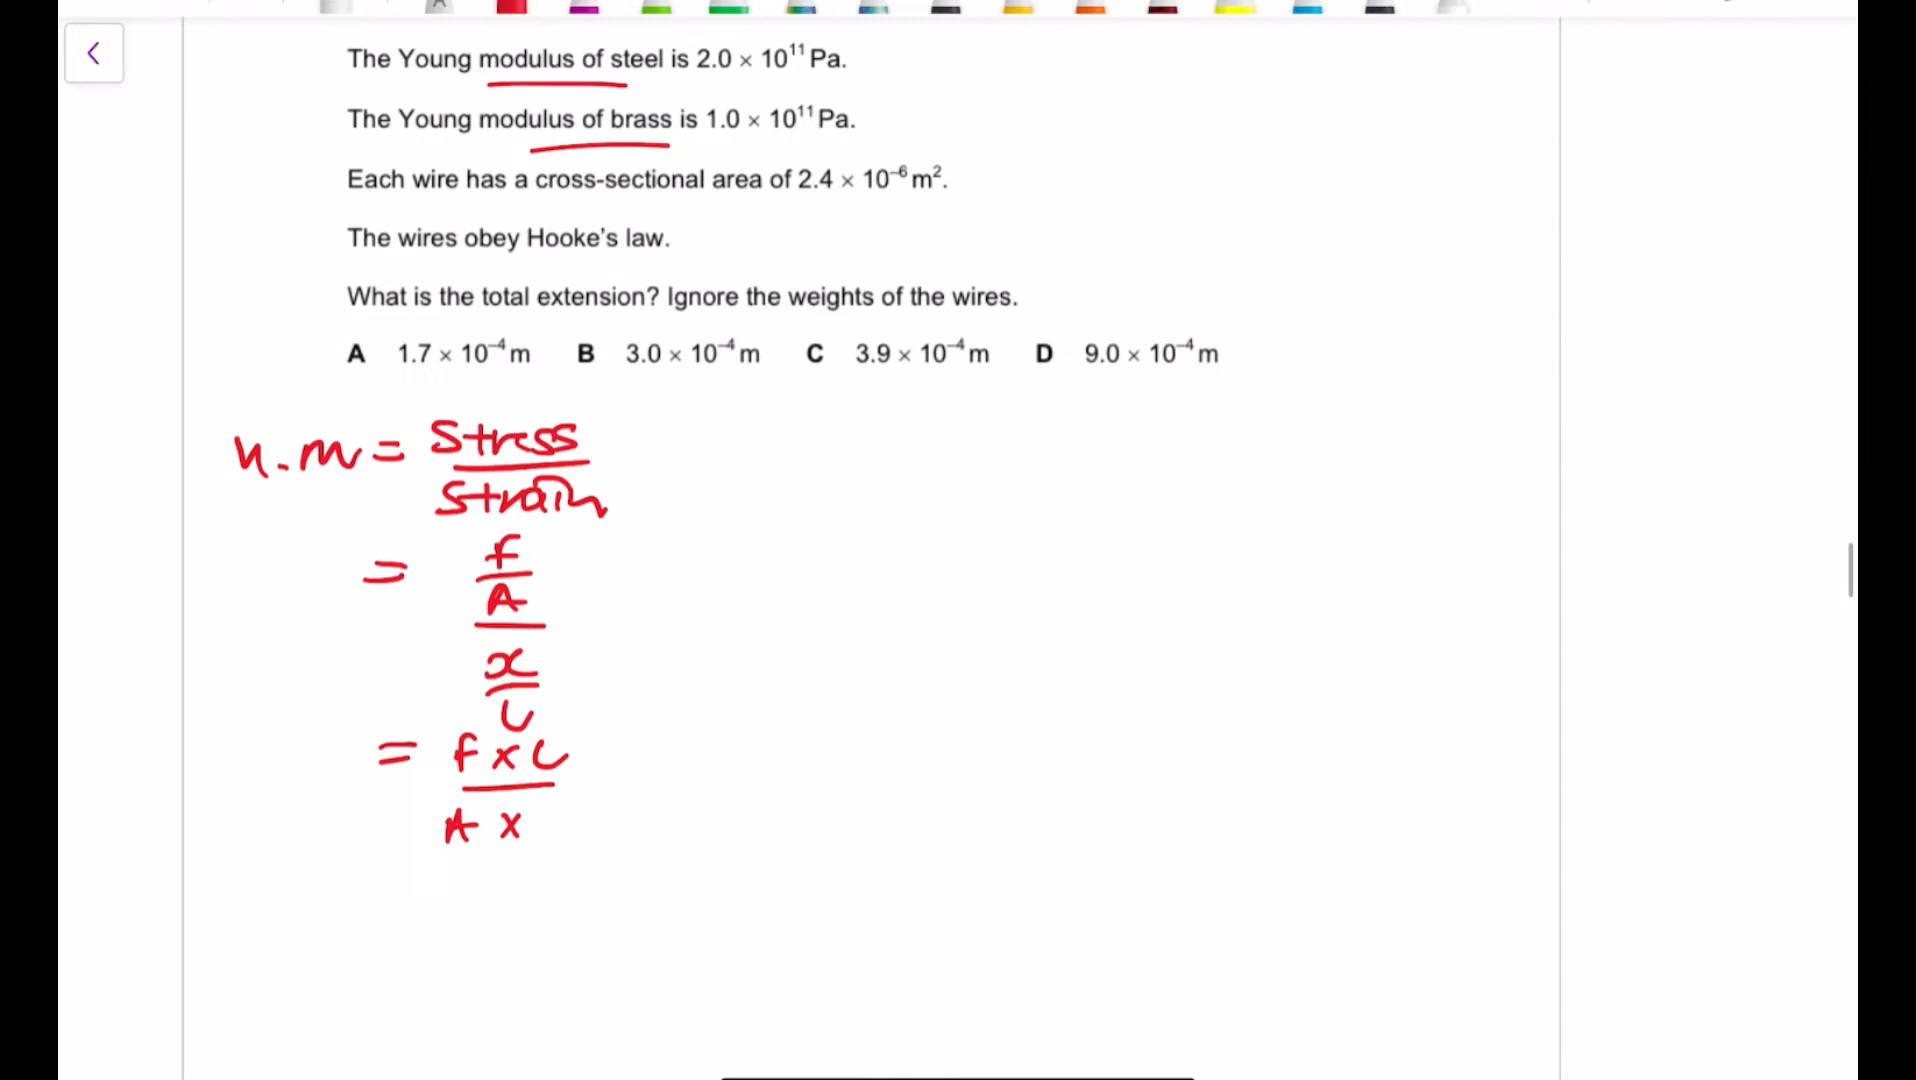 The Young modulus of steel is 2.0 × 10¹¹ Pa.
The Young modulus of brass is 1.0 × 10¹¹ Pa.
Each wire has a cross-sectional area of 2.4 × 10⁻⁶ m².
The wires obey Hooke's law.
What is the total extension? Ignore the weights of the wires.
A 1.7 × 10⁻⁴ m B 3.0 × 10⁻⁴ m C 3.9 × 10⁻⁴ m D 9.0 × 10⁻⁴ m
y.m = Stress
Strain
= F
A
x
L
= F x L
A x